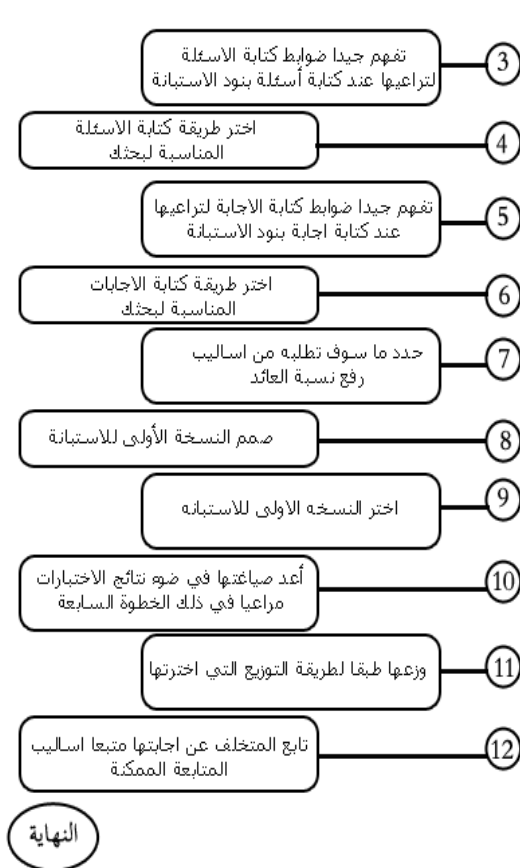 3
تفهم جيدا ضوابط كتابة الاسئلة
لتراعيها عند كتابة أسئلة بنود الاستبانة
4
اختر طريقة كتابة الاسئلة
المناسبة لبحثك
5
تفهم جيدا ضوابط كتابة الاجابة لتراعيها
عند كتابة اجابة بنود الاستبانة
6
اختر طريقة كتابة الاجابات
المناسبة لبحثك
7
حدد ما سوف تطلبه من اساليب
رفع نسبة العائد
8
صمم النسخة الأولى للاستبانة
9
اختر النسخه الاولى للاستبانه
10
أعد صياغتها في ضوء نتائج الاختبارات
مراعيا في ذلك الخطوة السابعة
11
وزعها طبقا لطريقة التوزيع التي اخترتها
12
تابع المتخلف عن اجابتها متبعا اساليب
المتابعة الممكنة
النهاية